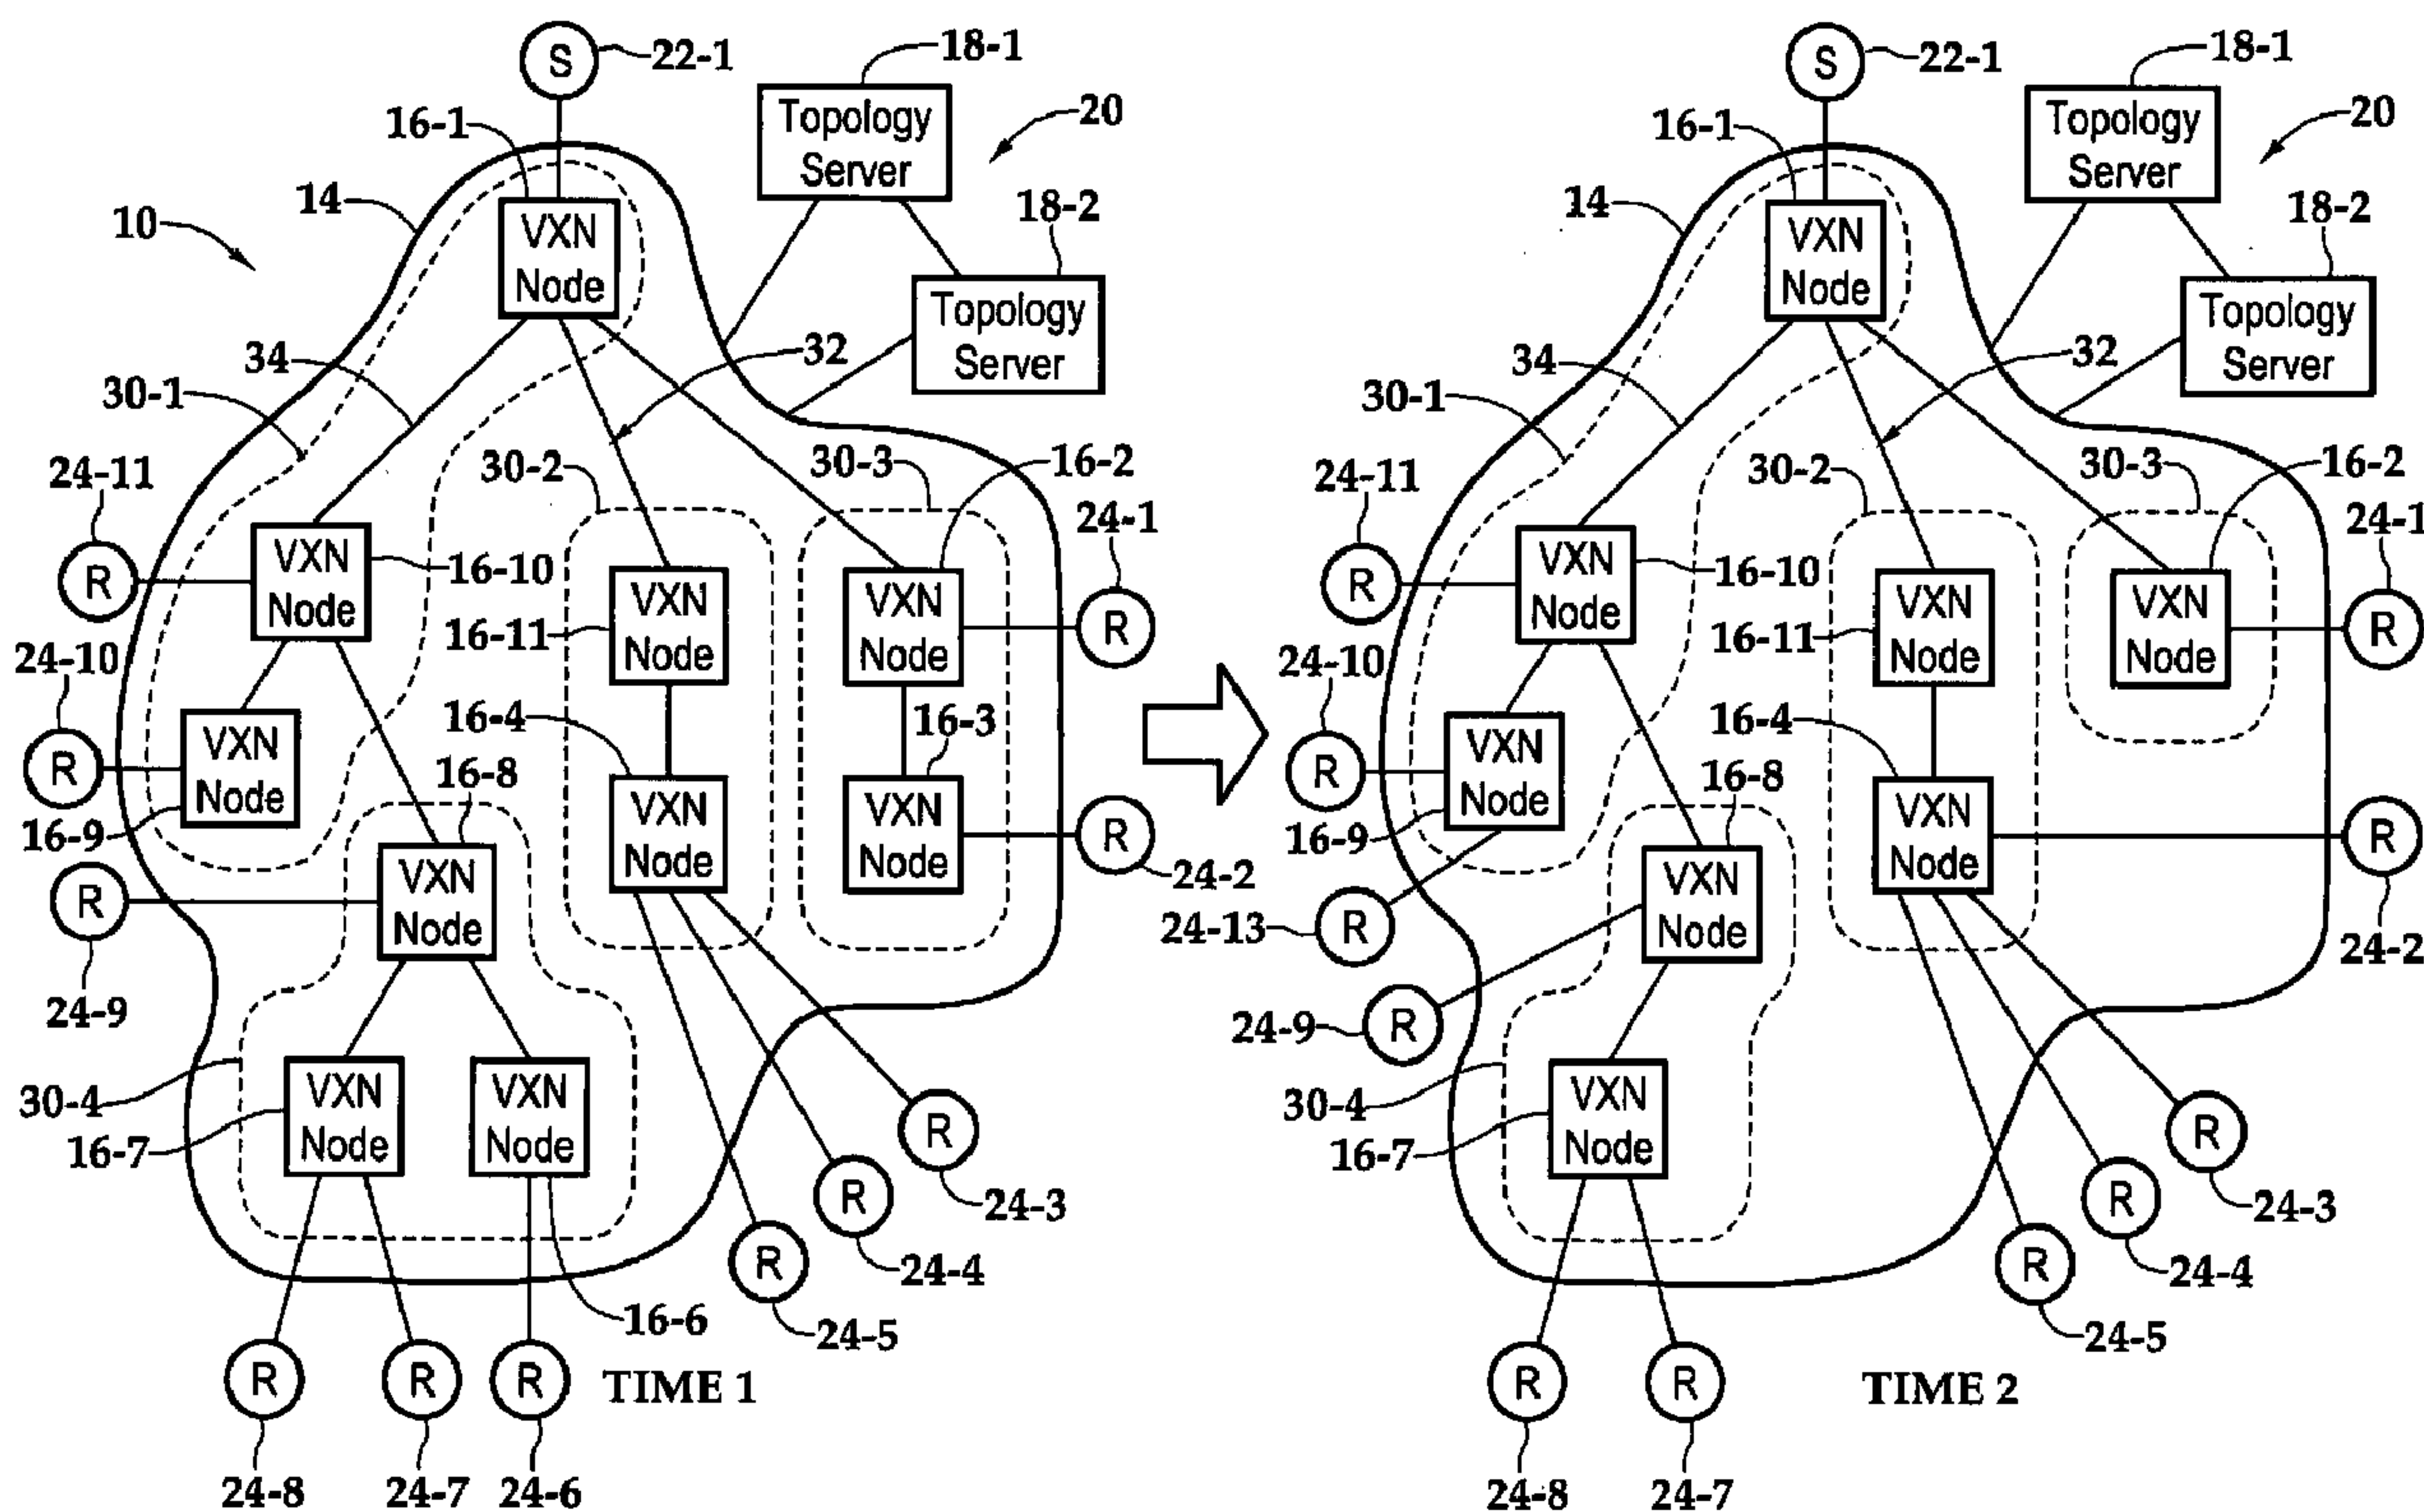 S
22-1
18-1
Topology
Server
20
16-1
14
10
VXN
Node
18-2
Topology
Server
34
32
30-1
30-2
30-3
16-2
24-11
24-1
R
VXN
Node
16-10
16-11
VXN
Node
VXN
Node
R
24-10
16-4
16-3
R
VXN
Node
16-8
16-9
VXN
Node
VXN
Node
R
24-2
R
VXN
Node
24-9
30-4
16-7
VXN
Node
VXN
Node
R
24-3
R
24-4
R
24-5
16-6
R
R
R
TIME 1
24-8
24-7
24-6
S
22-1
18-1
Topology
Server
20
16-1
14
VXN
Node
18-2
Topology
Server
34
32
30-1
30-2
30-3
16-2
24-11
24-1
R
VXN
Node
16-10
16-11
VXN
Node
VXN
Node
R
24-10
16-4
R
VXN
Node
16-8
16-9
VXN
Node
R
24-2
24-13
R
VXN
Node
24-9
R
30-4
16-7
VXN
Node
R
24-3
R
24-4
R
24-5
R
R
TIME 2
24-8
24-7